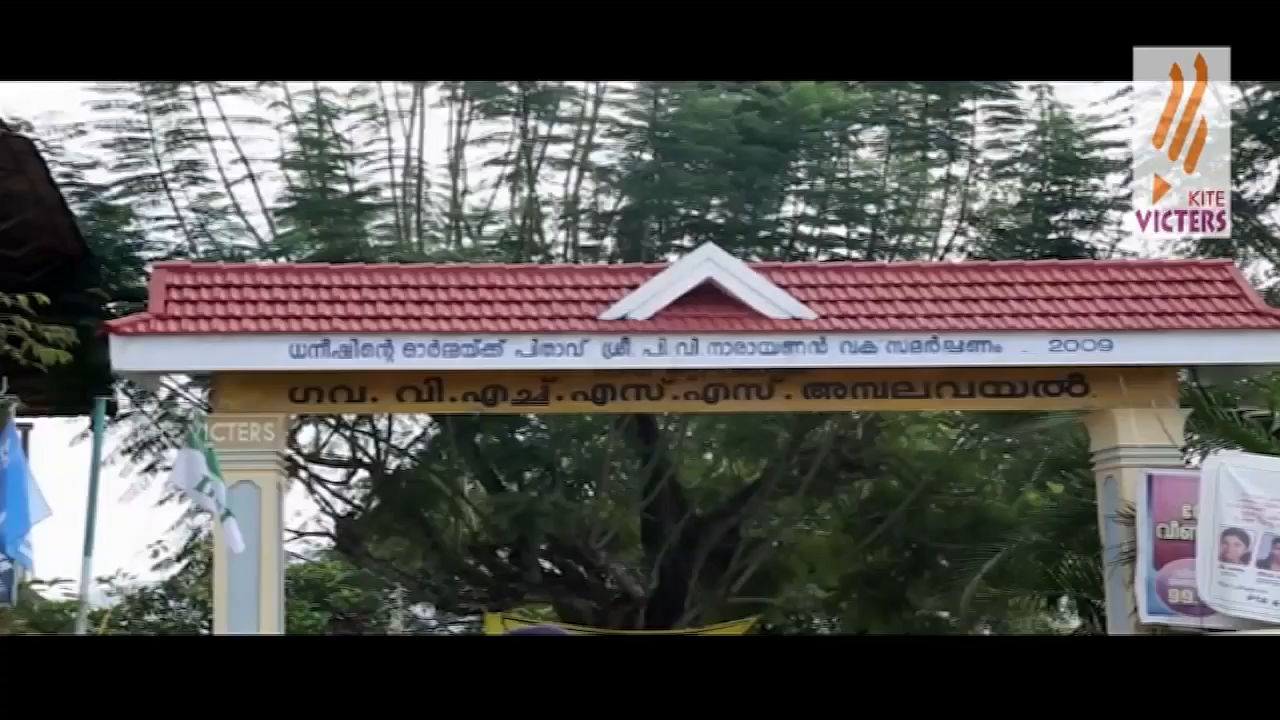 KITE
VICTERS
ധനീഷിന്റെ ഓർമ്മയ്ക്ക് പിതാവ് ശ്രീ. പി. വി നാരായണൻ വക സമർപ്പണം - 2009
ഗവ. വി.എച്ച്.എസ്.എസ്. അമ്പലവയൽ.
VICTERS